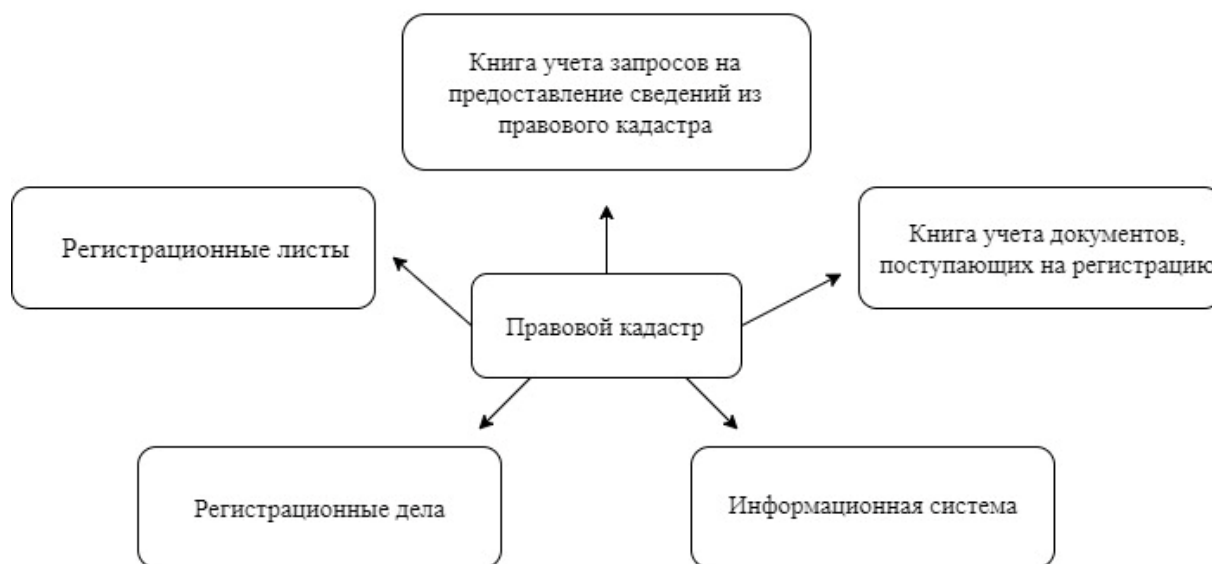 Книга учета запросов на
предоставление сведений из
правового кадастра
Регистрационные листы
Книга учета документов,
поступающих на регистрацию
Правовой кадастр
Регистрационные дела
Информационная система